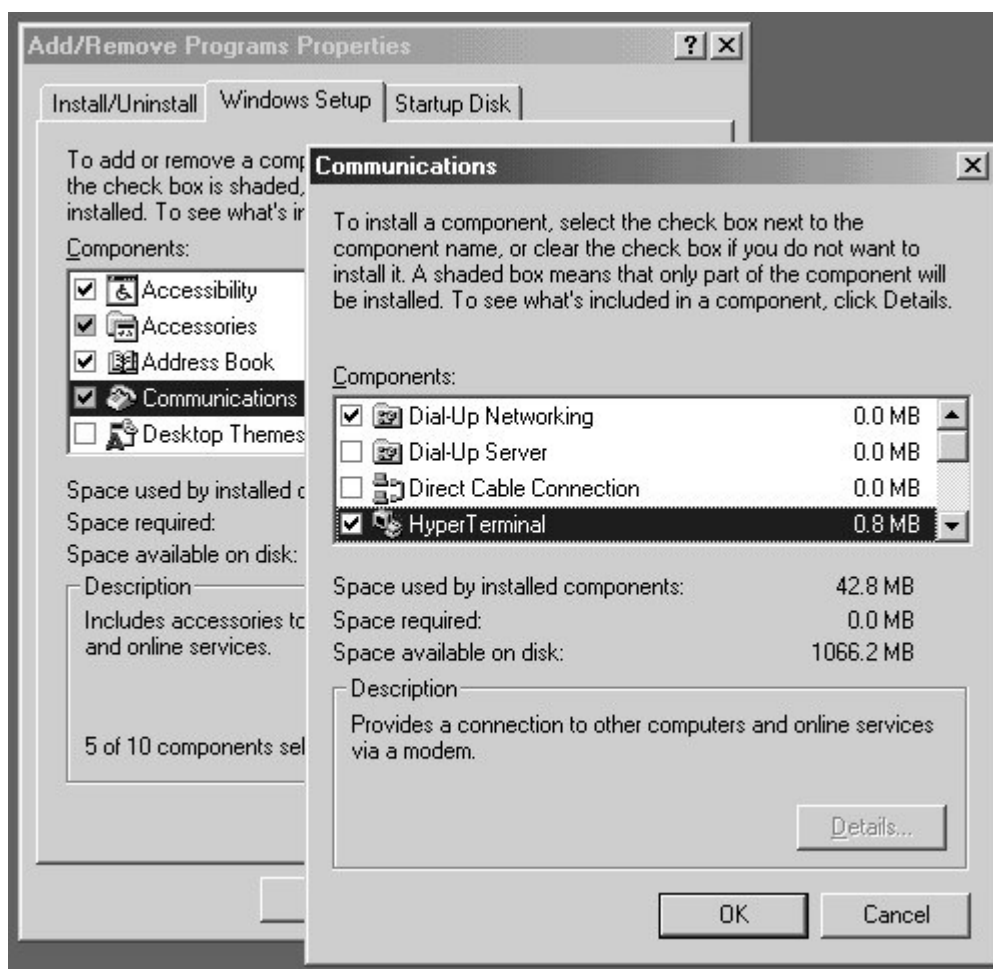 Add/Remove Programs Properties
Install/Uninstall Windows Setup Startup Disk
To add or remove a comp
the check box is shaded,
installed. To see what's in
Components:
Accessibility
Accessories
Address Book
Communications
Desktop Themes
Space used by installed c
Space required:
Space available on disk:
Description
Includes accessories to
and online services.
5 of 10 components sel
Communications
To install a component, select the check box next to the
component name, or clear the check box if you do not want to
install it. A shaded box means that only part of the component will
be installed. To see what's included in a component, click Details.
Components:
Dial-Up Networking 0.0 MB
Dial-Up Server 0.0 MB
Direct Cable Connection 0.0 MB
HyperTerminal 0.8 MB
Space used by installed components: 42.8 MB
Space required: 0.0 MB
Space available on disk: 1066.2 MB
Description
Provides a connection to other computers and online services
via a modem.
Details...
OK Cancel